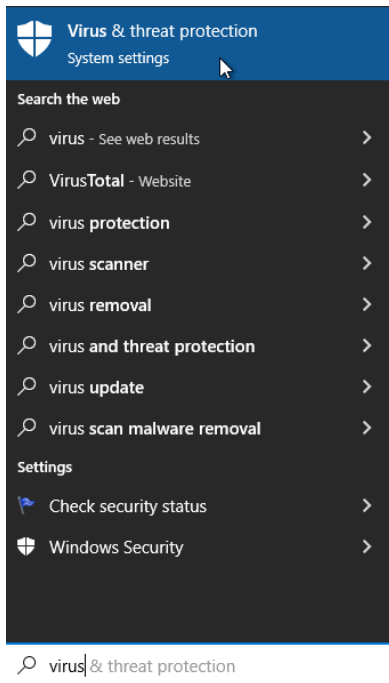 Virus & threat protection
System settings
Search the web
virus - See web results
VirusTotal - Website
virus protection
virus scanner
virus removal
virus and threat protection
virus update
virus scan malware removal
Settings
Check security status
Windows Security
virus & threat protection